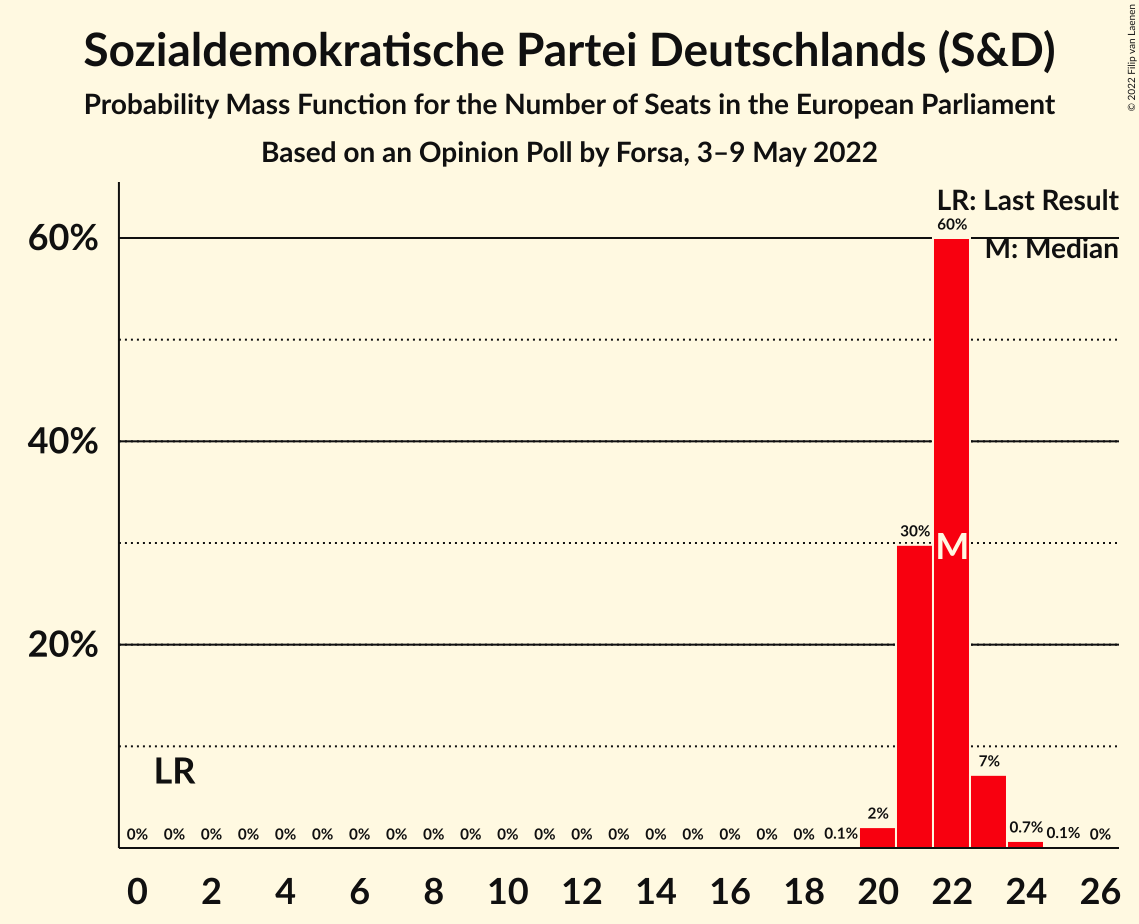 Sozialdemokratische Partei Deutschlands (S&D)
Probability Mass Function for the Number of Seats in the European Parliament
Based on an Opinion Poll by Forsa, 3–9 May 2022
© 2022 Filip van Laenen
LR: Last Result
M: Median
60%
40%
20%
60%
30%
M
LR
7%
2%
0% 0% 0% 0% 0% 0% 0% 0% 0% 0% 0% 0% 0% 0% 0% 0% 0% 0% 0% 0.1% 0.7% 0.1% 0%
0 2 4 6 8 10 12 14 16 18 20 22 24 26